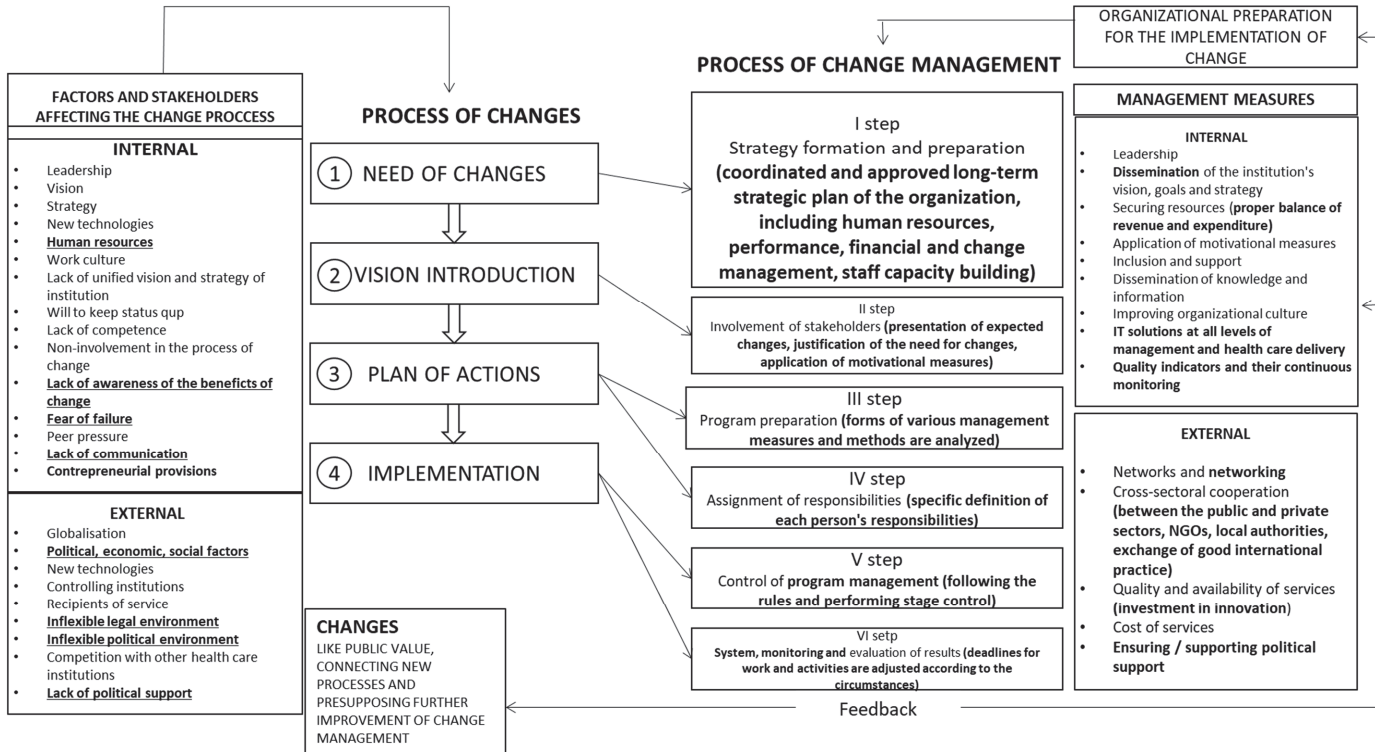 FACTORS AND STAKEHOLDERS
AFFECTING THE CHANGE PROCCESS
INTERNAL
• Leadership
• Vision
• Strategy
• New technologies
• Human resources
• Work culture
• Lack of unified vision and strategy of
institution
• Will to keep status qup
• Lack of competence
• Non-involvement in the process of
change
• Lack of awareness of the beneficts of
change
• Fear of failure
• Peer pressure
• Lack of communication
• Contrepreneurial provisions
EXTERNAL
• Globalisation
• Political, economic, social factors
• New technologies
• Controlling institutions
• Recipients of service
• Inflexible legal environment
• Inflexible political environment
• Competition with other health care
institutions
• Lack of political support
PROCESS OF CHANGES
1 NEED OF CHANGES
2 VISION INTRODUCTION
3 PLAN OF ACTIONS
4 IMPLEMENTATION
CHANGES
LIKE PUBLIC VALUE,
CONNECTING NEW
PROCESSES AND
PRESUPPOSING FURTHER
IMPROVEMENT OF CHANGE
MANAGEMENT
PROCESS OF CHANGE MANAGEMENT
I step
Strategy formation and preparation
(coordinated and approved long-term
strategic plan of the organization,
including human resources,
performance, financial and change
management, staff capacity building)
II step
Involvement of stakeholders (presentation of expected
changes, justification of the need for changes,
application of motivational measures)
III step
Program preparation (forms of various management
measures and methods are analyzed)
IV step
Assignment of responsibilities (specific definition of
each person's responsibilities)
V step
Control of program management (following the
rules and performing stage control)
VI setp
System, monitoring and evaluation of results (deadlines for
work and activities are adjusted according to the
circumstances)
Feedback
ORGANIZATIONAL PREPARATION
FOR THE IMPLEMENTATION OF
CHANGE
MANAGEMENT MEASURES
INTERNAL
• Leadership
• Dissemination of the institution's
vision, goals and strategy
• Securing resources (proper balance of
revenue and expenditure)
• Application of motivational measures
• Inclusion and support
• Dissemination of knowledge and
information
• Improving organizational culture
• IT solutions at all levels of
management and health care delivery
• Quality indicators and their continuous
monitoring
EXTERNAL
• Networks and networking
• Cross-sectoral cooperation
(between the public and private
sectors, NGOs, local authorities,
exchange of good international
practice)
• Quality and availability of services
(investment in innovation)
• Cost of services
• Ensuring / supporting political
support